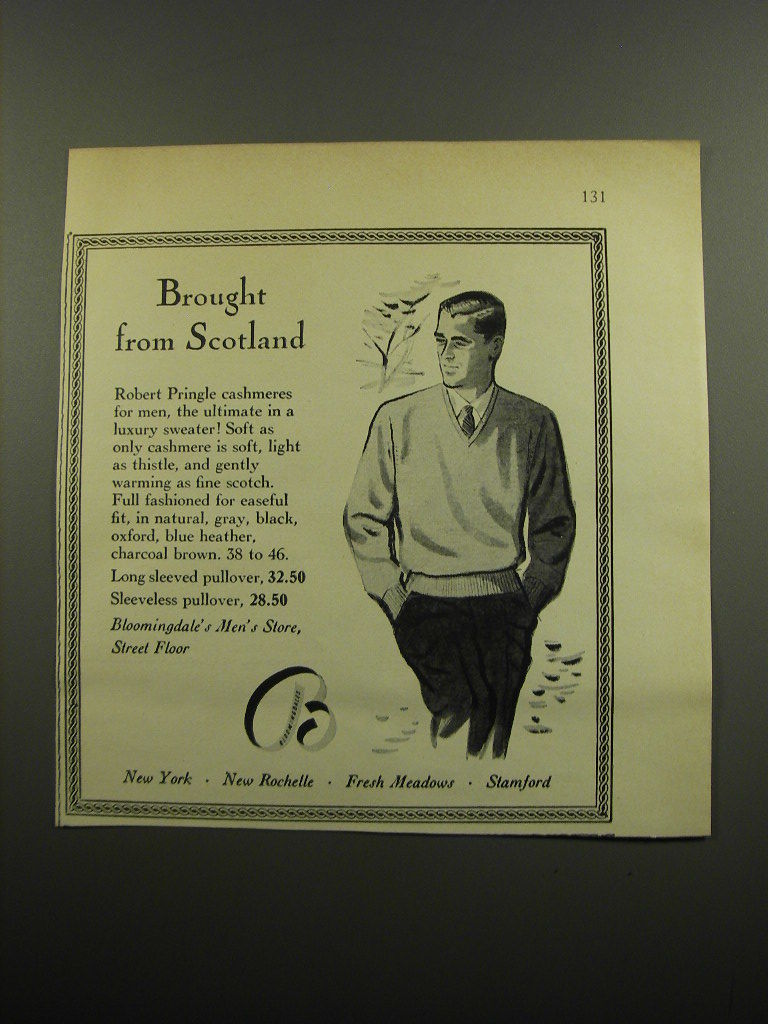 131
Brought
from Scotland
Robert Pringle cashmeres
for men, the ultimate in a
luxury sweater! Soft as
only cashmere is soft, light
as thistle, and gently
warming as fine scotch.
Full fashioned for easeful
fit, in natural, gray, black,
oxford, blue heather,
charcoal brown. 38 to 46.
Long sleeved pullover, 32.50
Sleeveless pullover, 28.50
Bloomingdale's Men's Store,
Street Floor
B
BLOOMINGDALE'S
New York · New Rochelle · Fresh Meadows · Stamford